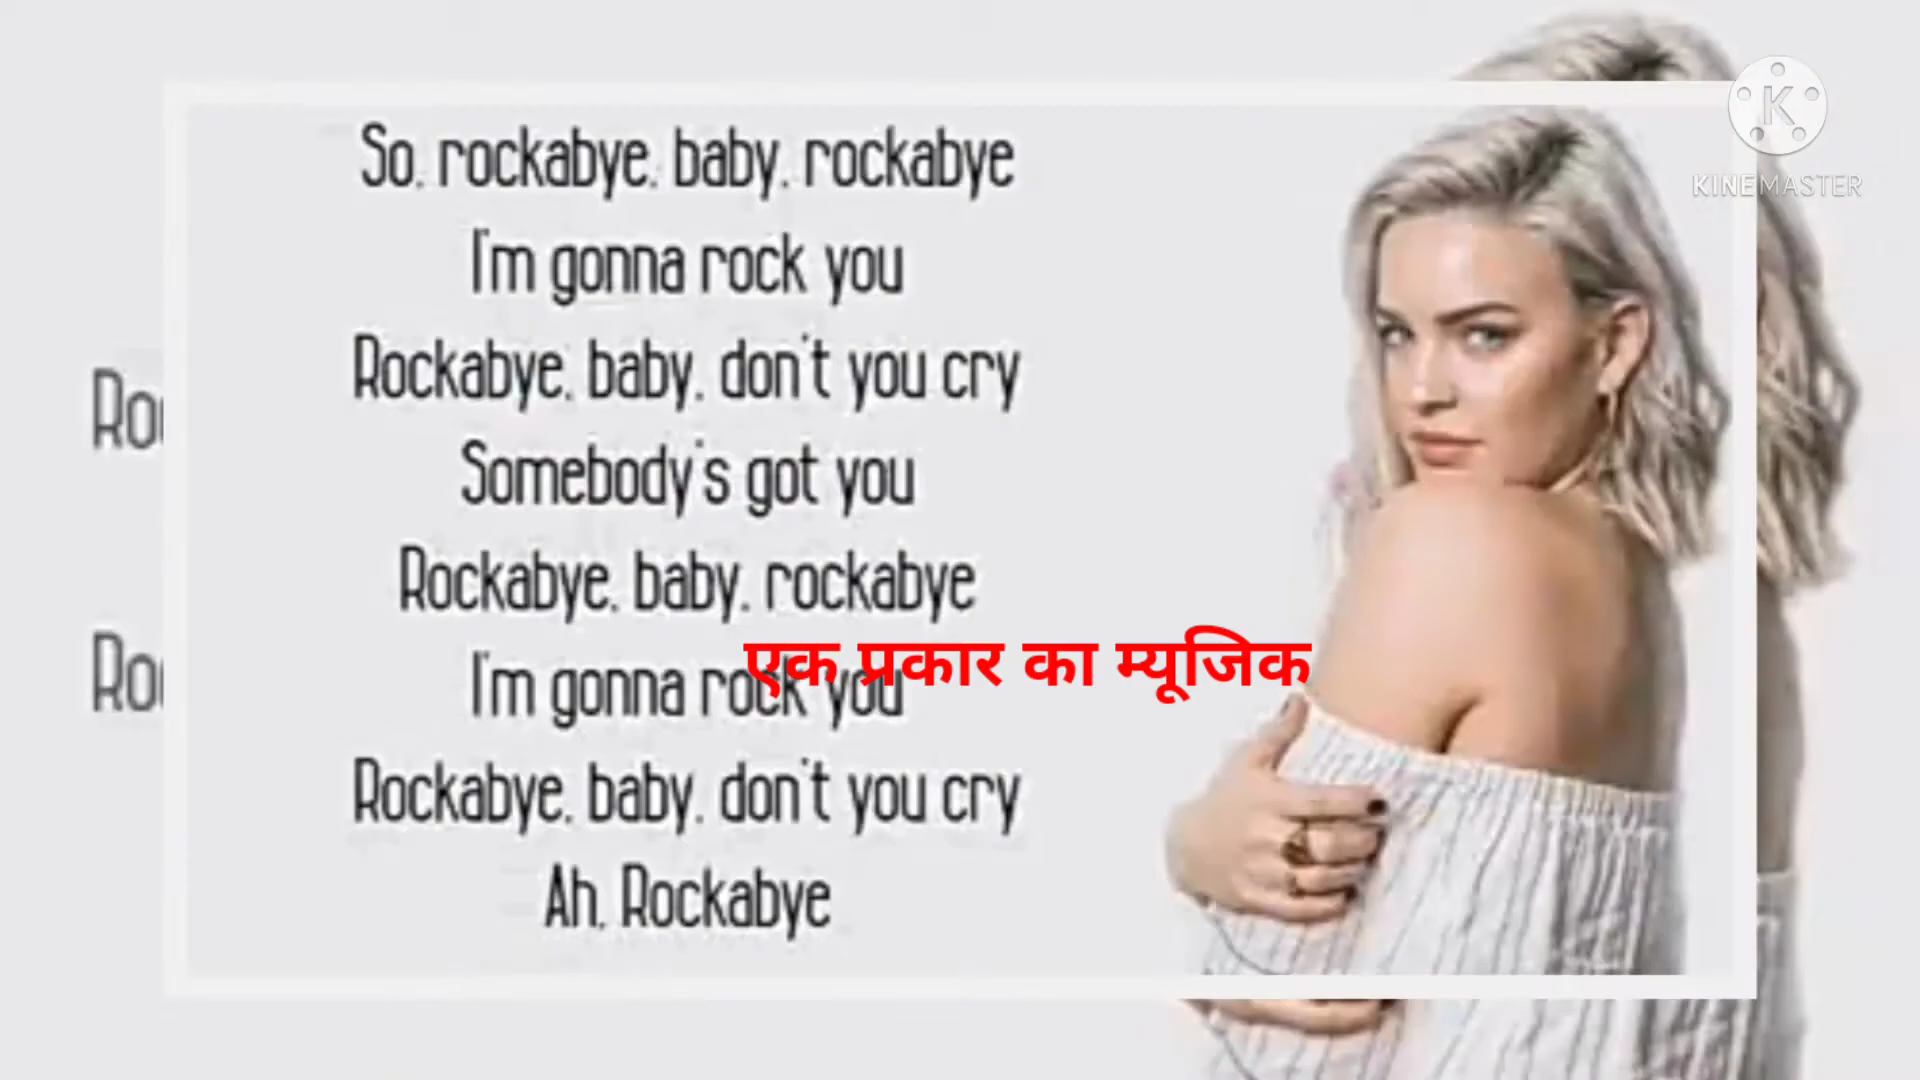 So, rockabye, baby, rockabye
I'm gonna rock you
Rockabye, baby, don't you cry
Somebody's got you
Rockabye, baby, rockabye
I'm gonna rock you
एक प्रकार का म्यूजिक
Rockabye, baby, don't you cry
Ah, Rockabye
KINEMASTER